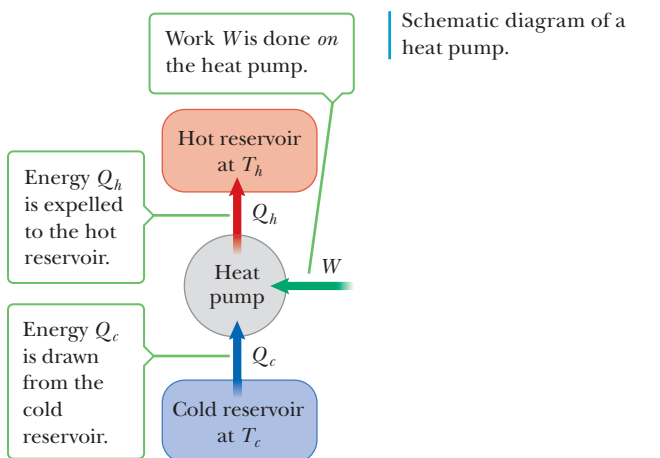 Work W is done on
the heat pump.
Schematic diagram of a
heat pump.
Hot reservoir
at Th
Energy Qh
is expelled
to the hot
reservoir.
Qh
W
Heat
pump
Energy Qc
is drawn
from the
cold
reservoir.
Qc
Cold reservoir
at Tc